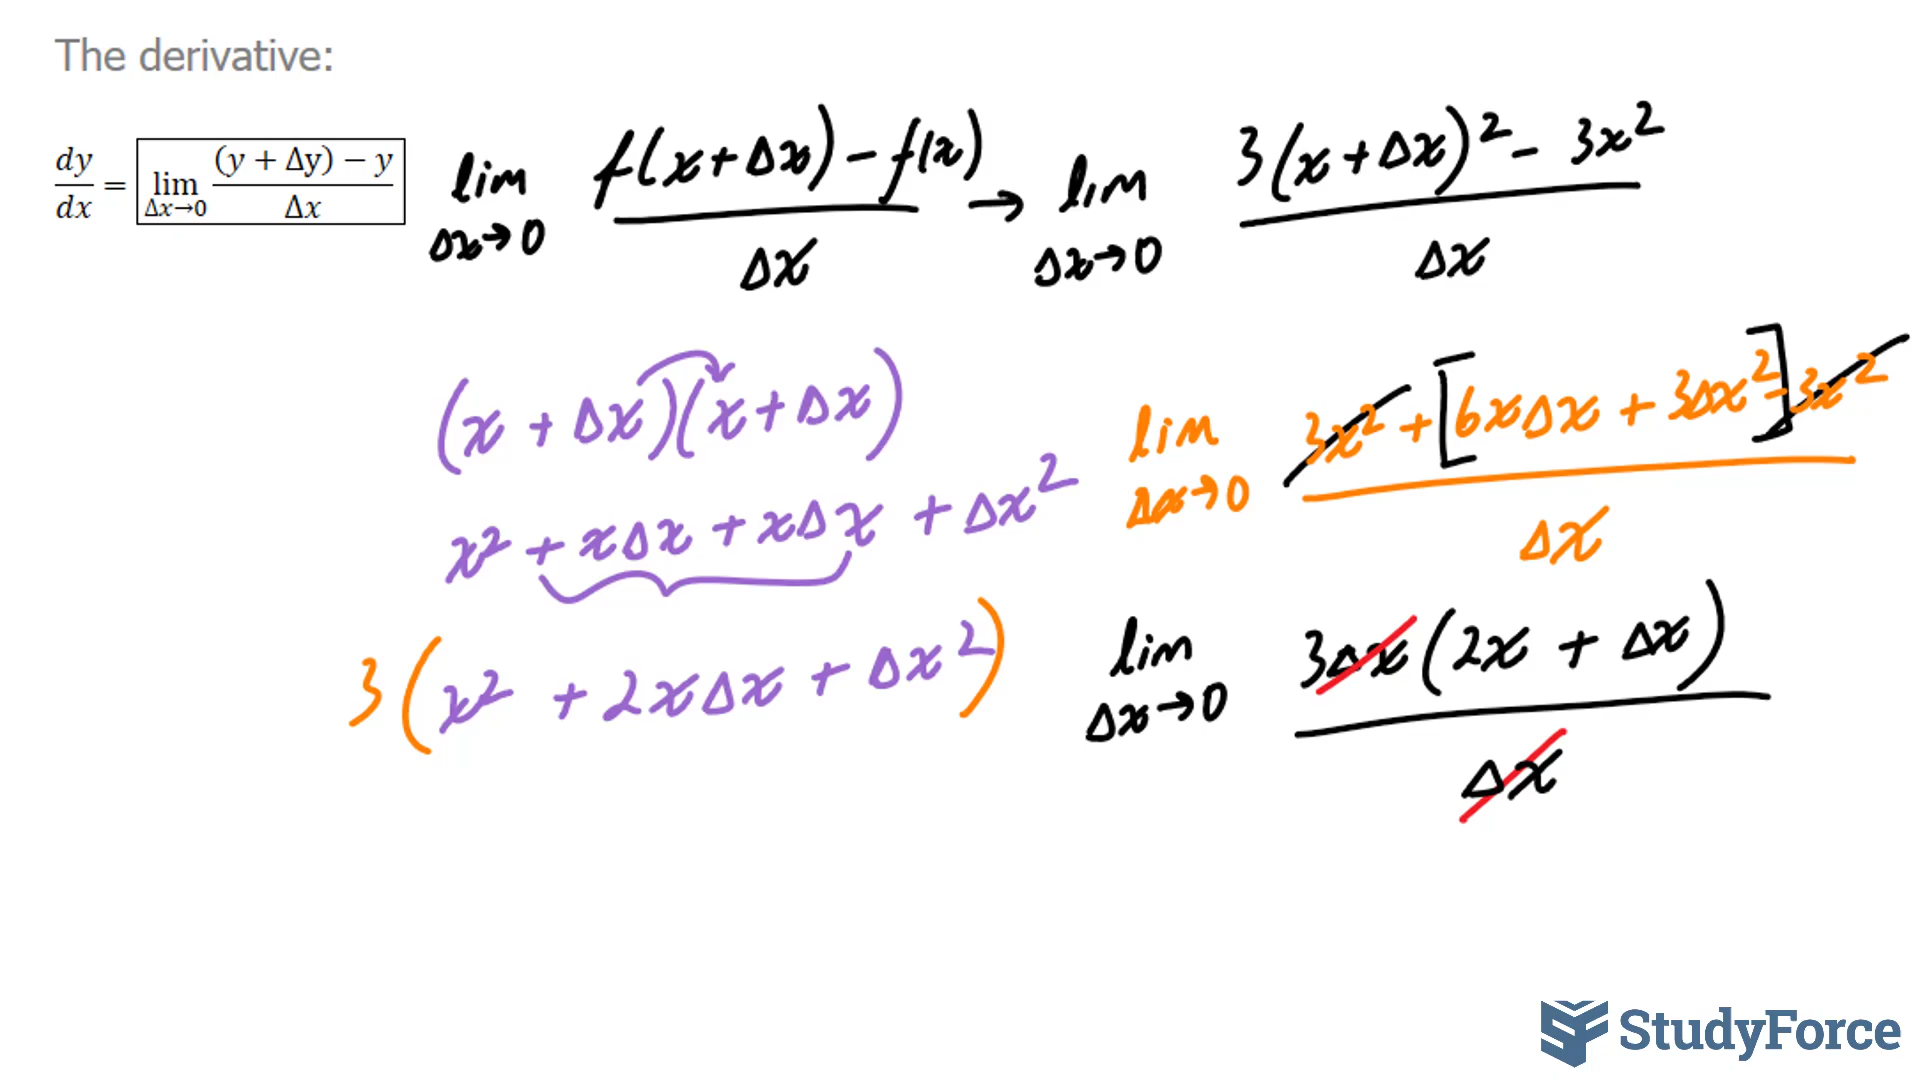 The derivative:
dy/dx = lim Δx→0 ((y + Δy) − y)/Δx
lim Δx→0 (f(x+Δx) − f(x))/Δx → lim Δx→0 (3(x+Δx)² − 3x²)/Δx
(x + Δx)(x + Δx)
x² + xΔx + xΔx + Δx²
3(x² + 2xΔx + Δx²)
lim Δx→0 (3x² + [6xΔx + 3Δx²] − 3x²)/Δx
lim Δx→0 (3Δx(2x + Δx))/Δx
StudyForce